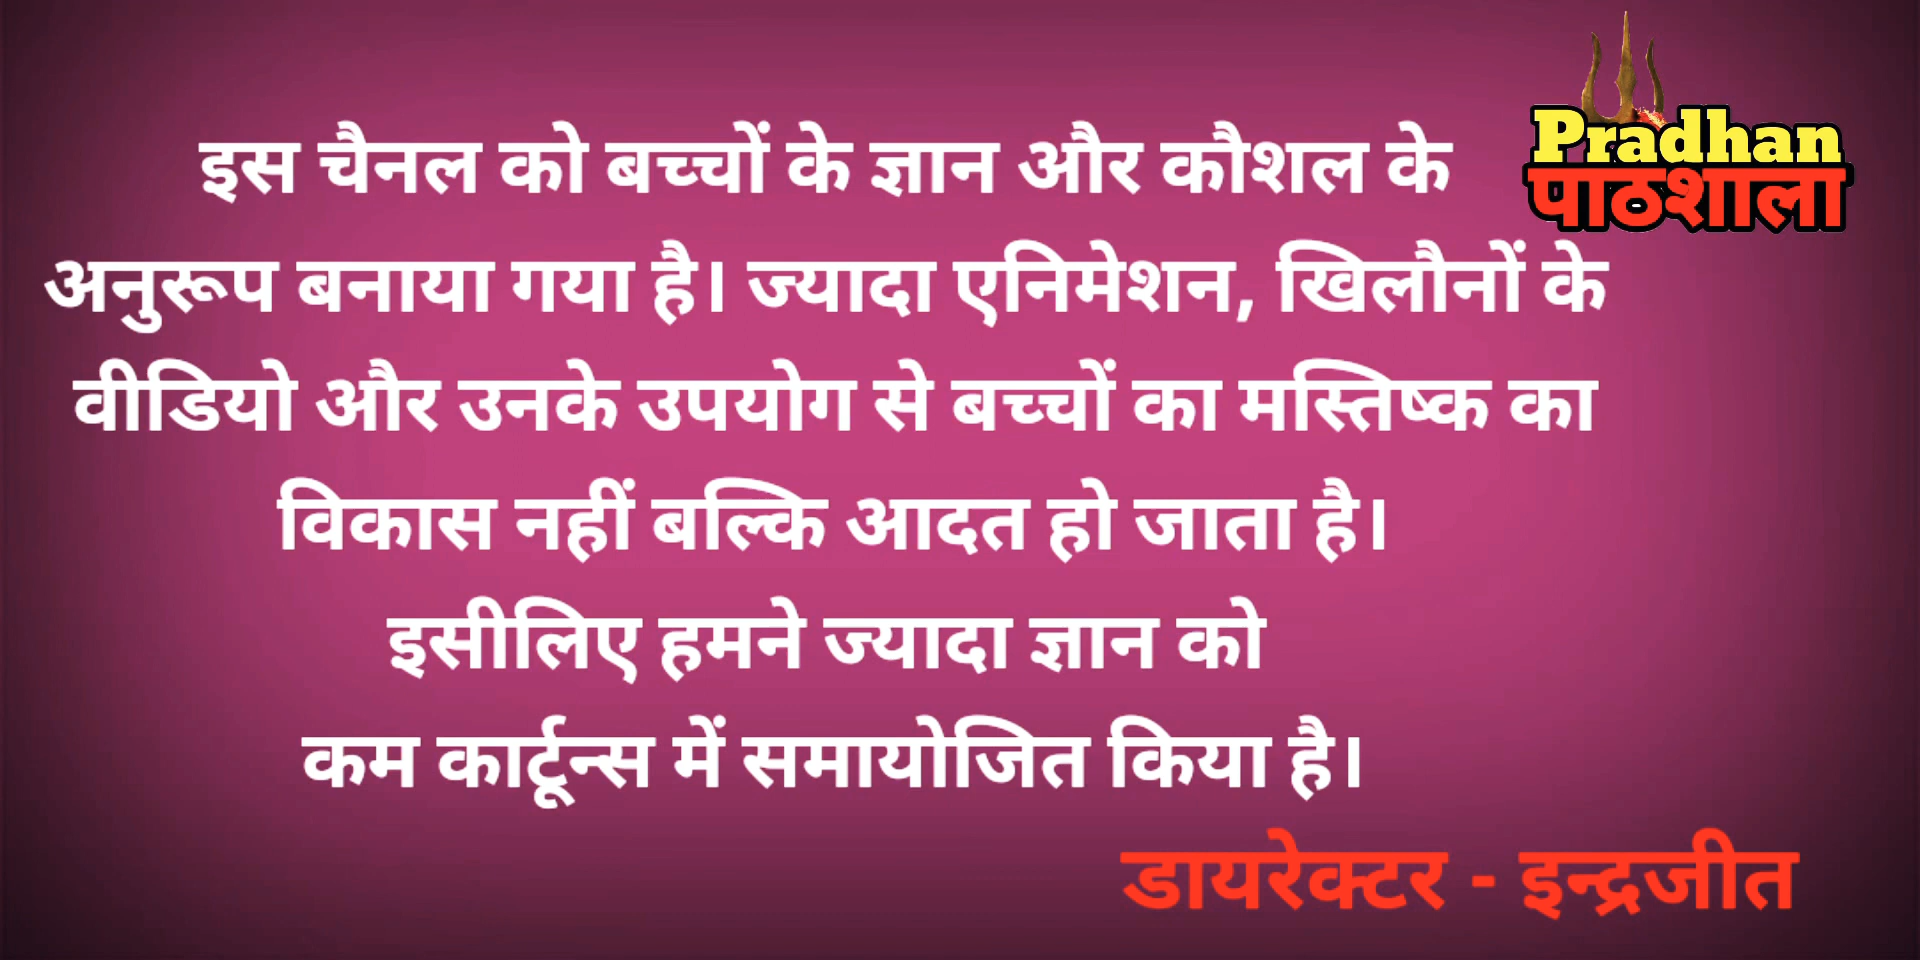 Pradhan
पाठशाला
इस चैनल को बच्चों के ज्ञान और कौशल के
अनुरूप बनाया गया है। ज्यादा एनिमेशन, खिलौनों के
वीडियो और उनके उपयोग से बच्चों का मस्तिष्क का
विकास नहीं बल्कि आदत हो जाता है।
इसीलिए हमने ज्यादा ज्ञान को
कम कार्टून्स में समायोजित किया है।
डायरेक्टर - इन्द्रजीत